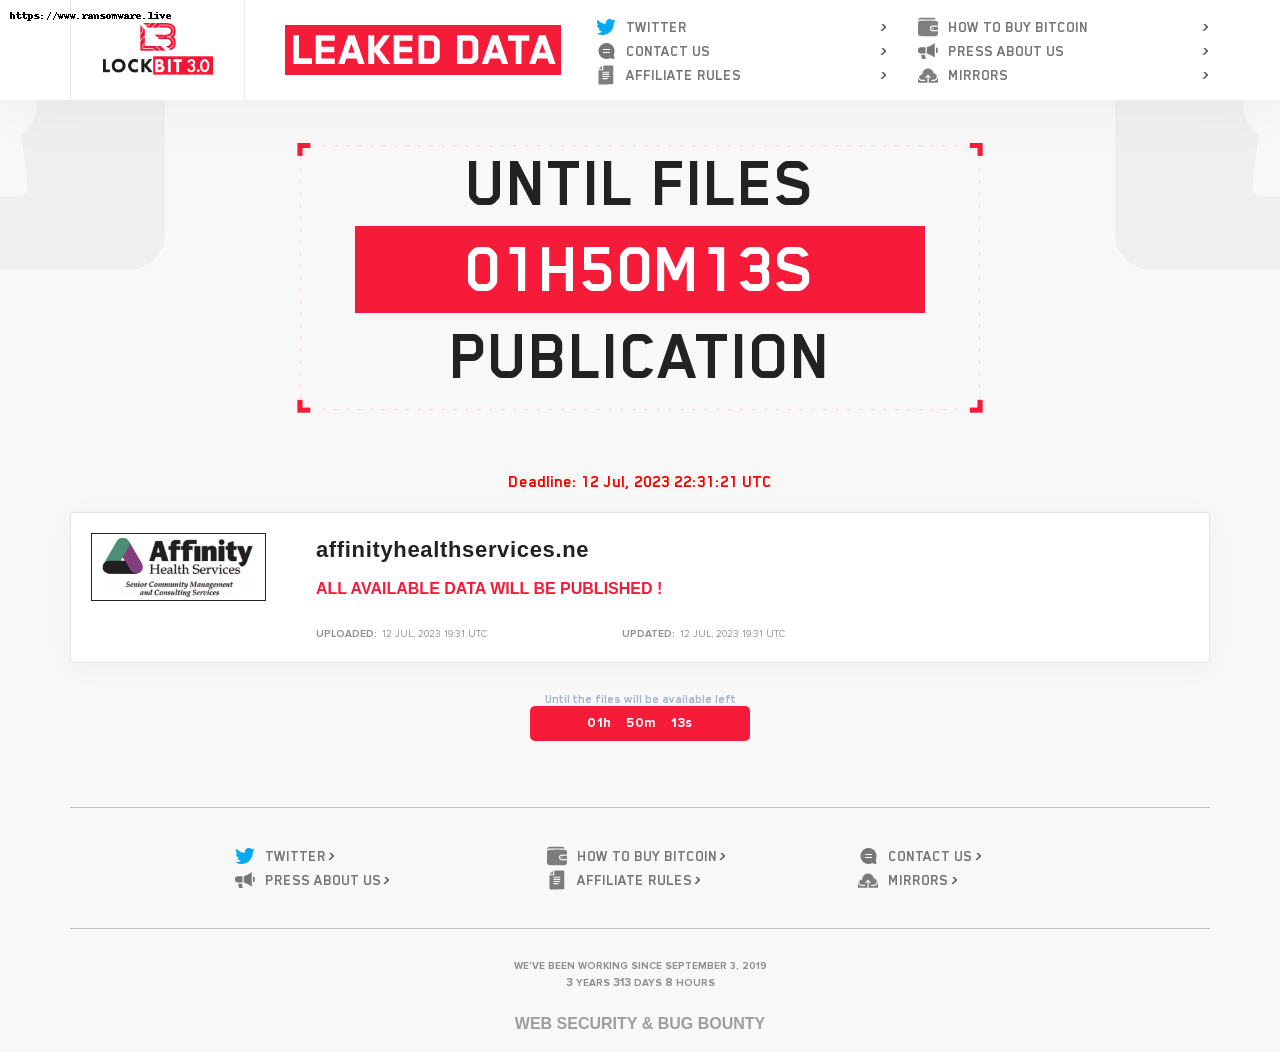 https://www.ransomware.live
LOCKBIT 3.0
LEAKED DATA
TWITTER >
CONTACT US >
AFFILIATE RULES >
HOW TO BUY BITCOIN >
PRESS ABOUT US >
MIRRORS >
UNTIL FILES
01H50M13S
PUBLICATION
Deadline: 12 Jul, 2023 22:31:21 UTC
Affinity
Health Services
Senior Community Management
and Consulting Services
affinityhealthservices.ne
ALL AVAILABLE DATA WILL BE PUBLISHED !
UPLOADED: 12 JUL, 2023 19:31 UTC
UPDATED: 12 JUL, 2023 19:31 UTC
Until the files will be available left
01h 50m 13s
TWITTER >
HOW TO BUY BITCOIN >
CONTACT US >
PRESS ABOUT US >
AFFILIATE RULES >
MIRRORS >
WE'VE BEEN WORKING SINCE SEPTEMBER 3, 2019
3 YEARS 313 DAYS 8 HOURS
WEB SECURITY & BUG BOUNTY